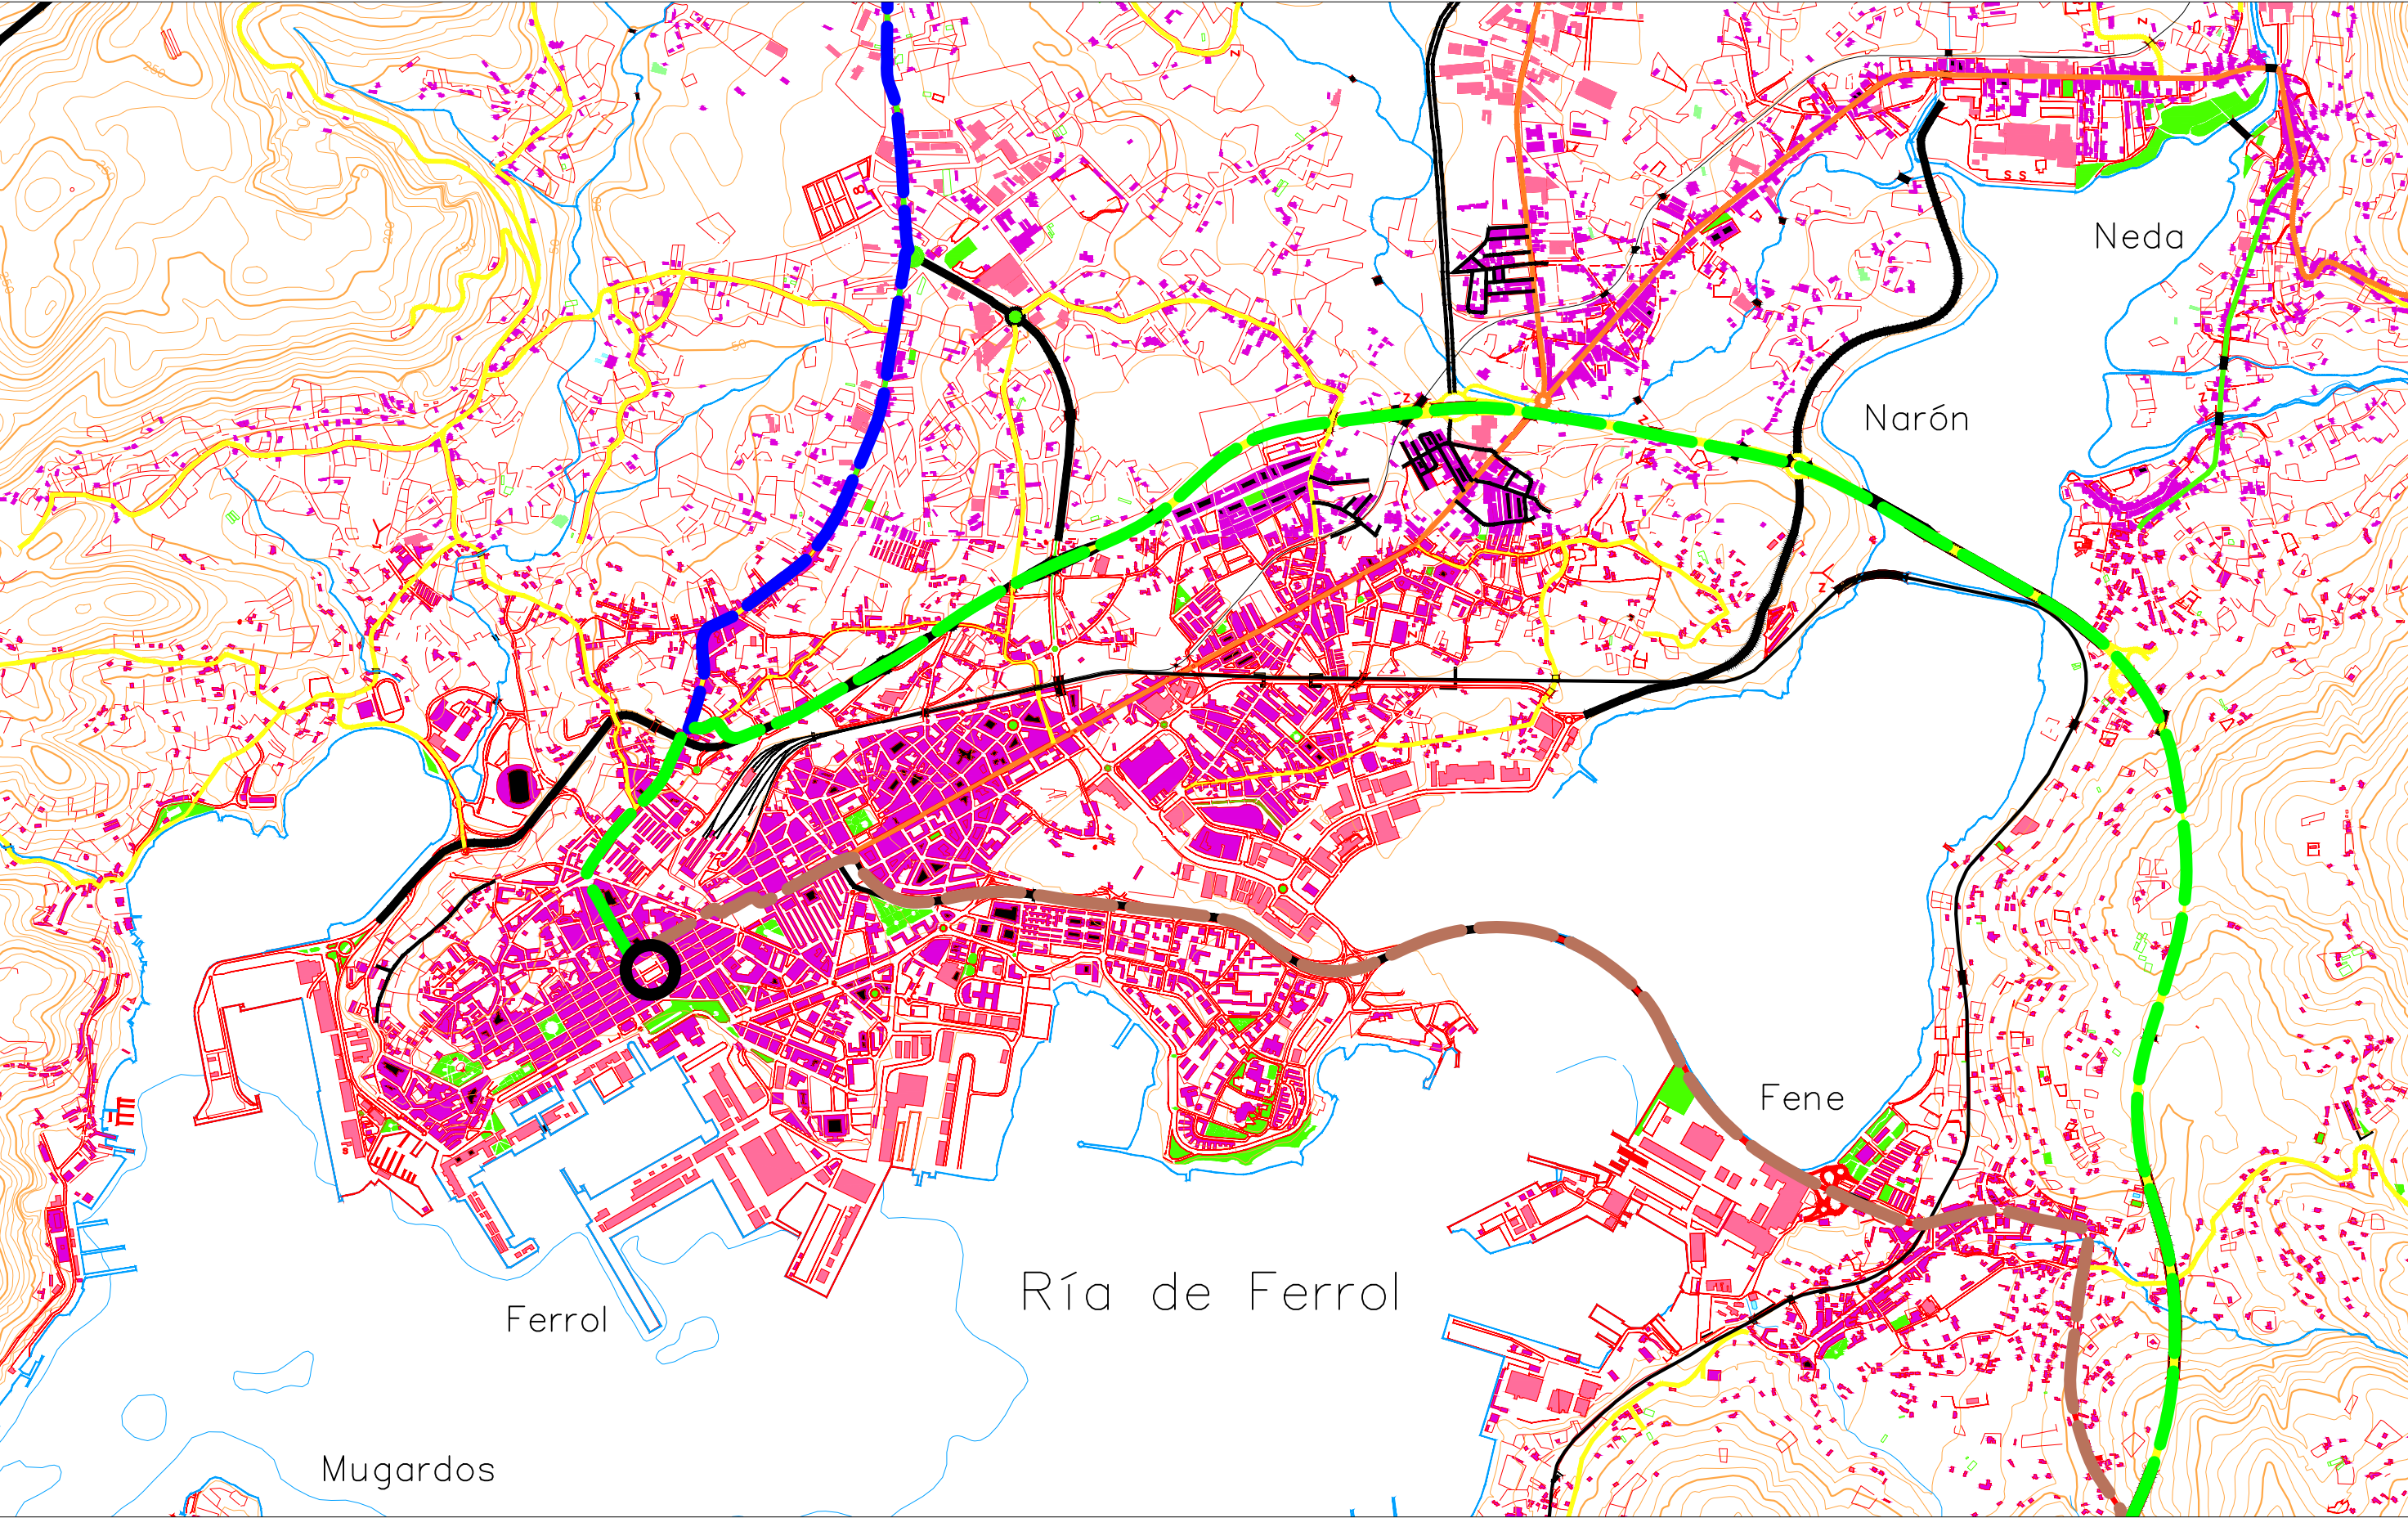 Neda
Narón
Fene
Ría de Ferrol
Ferrol
Mugardos